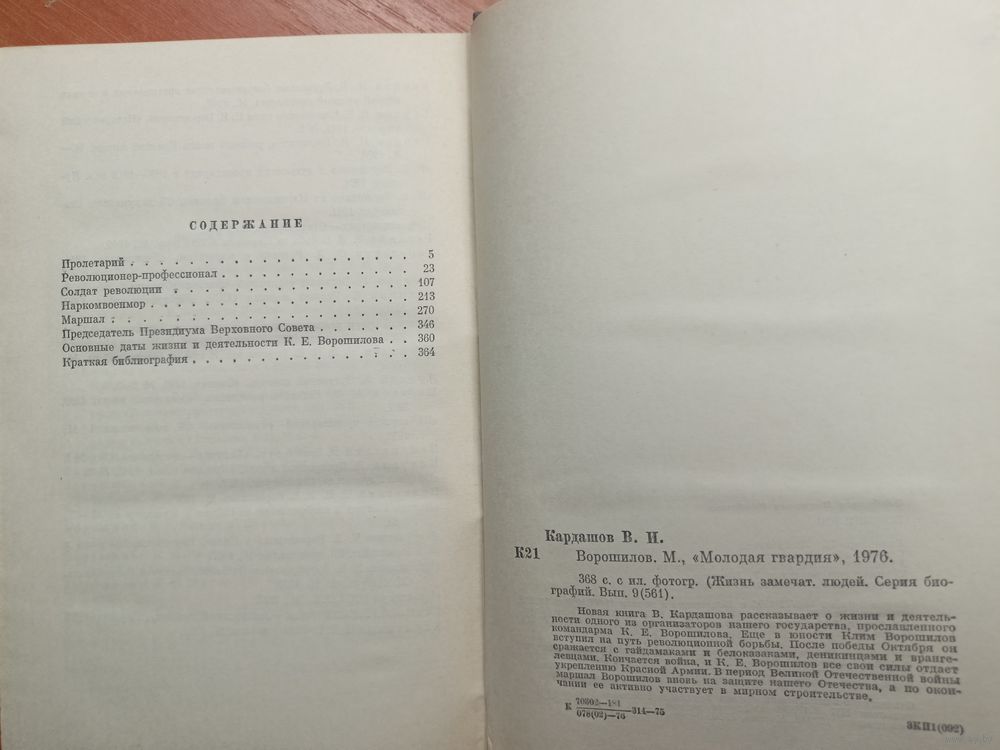 СОДЕРЖАНИЕ
Пролетарий . . . . . . . . . . . . . . . . . . 5
Революционер-профессионал . . . . . . . . . . . . 23
Солдат революции . . . . . . . . . . . . . . . 107
Наркомвоенмор . . . . . . . . . . . . . . . . 213
Маршал . . . . . . . . . . . . . . . . . . . 270
Председатель Президиума Верховного Совета . . . . . . 346
Основные даты жизни и деятельности К. Е. Ворошилова . . 360
Краткая библиография . . . . . . . . . . . . . . 364
Кардашов В. И.
К21 Ворошилов. М., «Молодая гвардия», 1976.
368 с. с ил. фотогр. (Жизнь замечат. людей. Серия био-
графий. Вып. 9(561).
Новая книга В. Кардашова рассказывает о жизни и деятель-
ности одного из организаторов нашего государства, прославленного
командарма К. Е. Ворошилова. Еще в юности Клим Ворошилов
вступил на путь революционной борьбы. После победы Октября он
сражается с гайдамаками и белоказаками, деникинцами и вранге-
левцами. Кончается война, и К. Е. Ворошилов все свои силы отдает
укреплению Красной Армии. В период Великой Отечественной войны
маршал Ворошилов вновь на защите нашего Отечества, а по окон-
чании ее активно участвует в мирном строительстве.
К 70302—181
078(02)—76 314—75
3КП1(092)